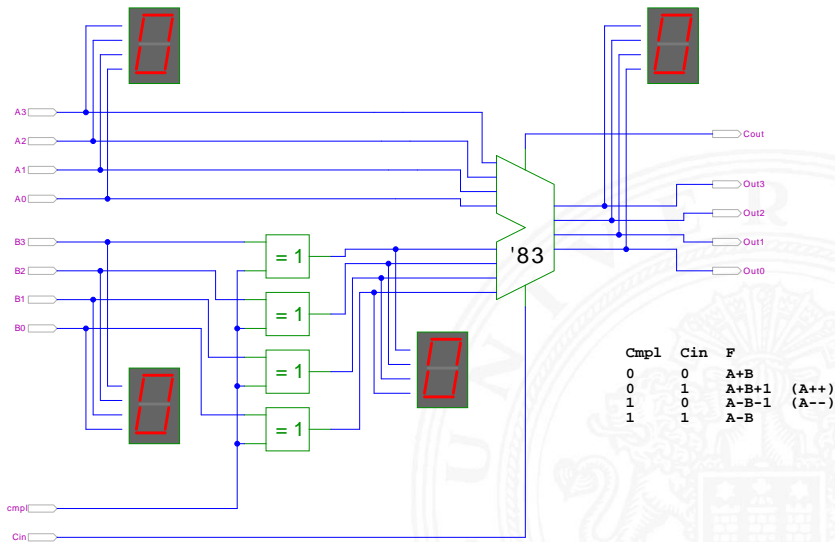 A3
A2
A1
A0
B3
B2
B1
B0
cmpl
Cin
= 1
= 1
= 1
= 1
'83
Cout
Out3
Out2
Out1
Out0
Cmpl Cin F
0 0 A+B
0 1 A+B+1 (A++)
1 0 A-B-1 (A--)
1 1 A-B
U N I V E R